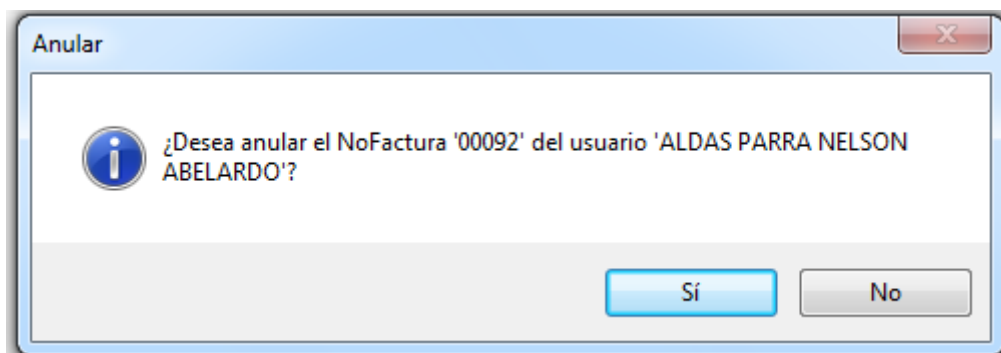 Anular
¿Desea anular el NoFactura '00092' del usuario 'ALDAS PARRA NELSON
ABELARDO'?
Sí
No